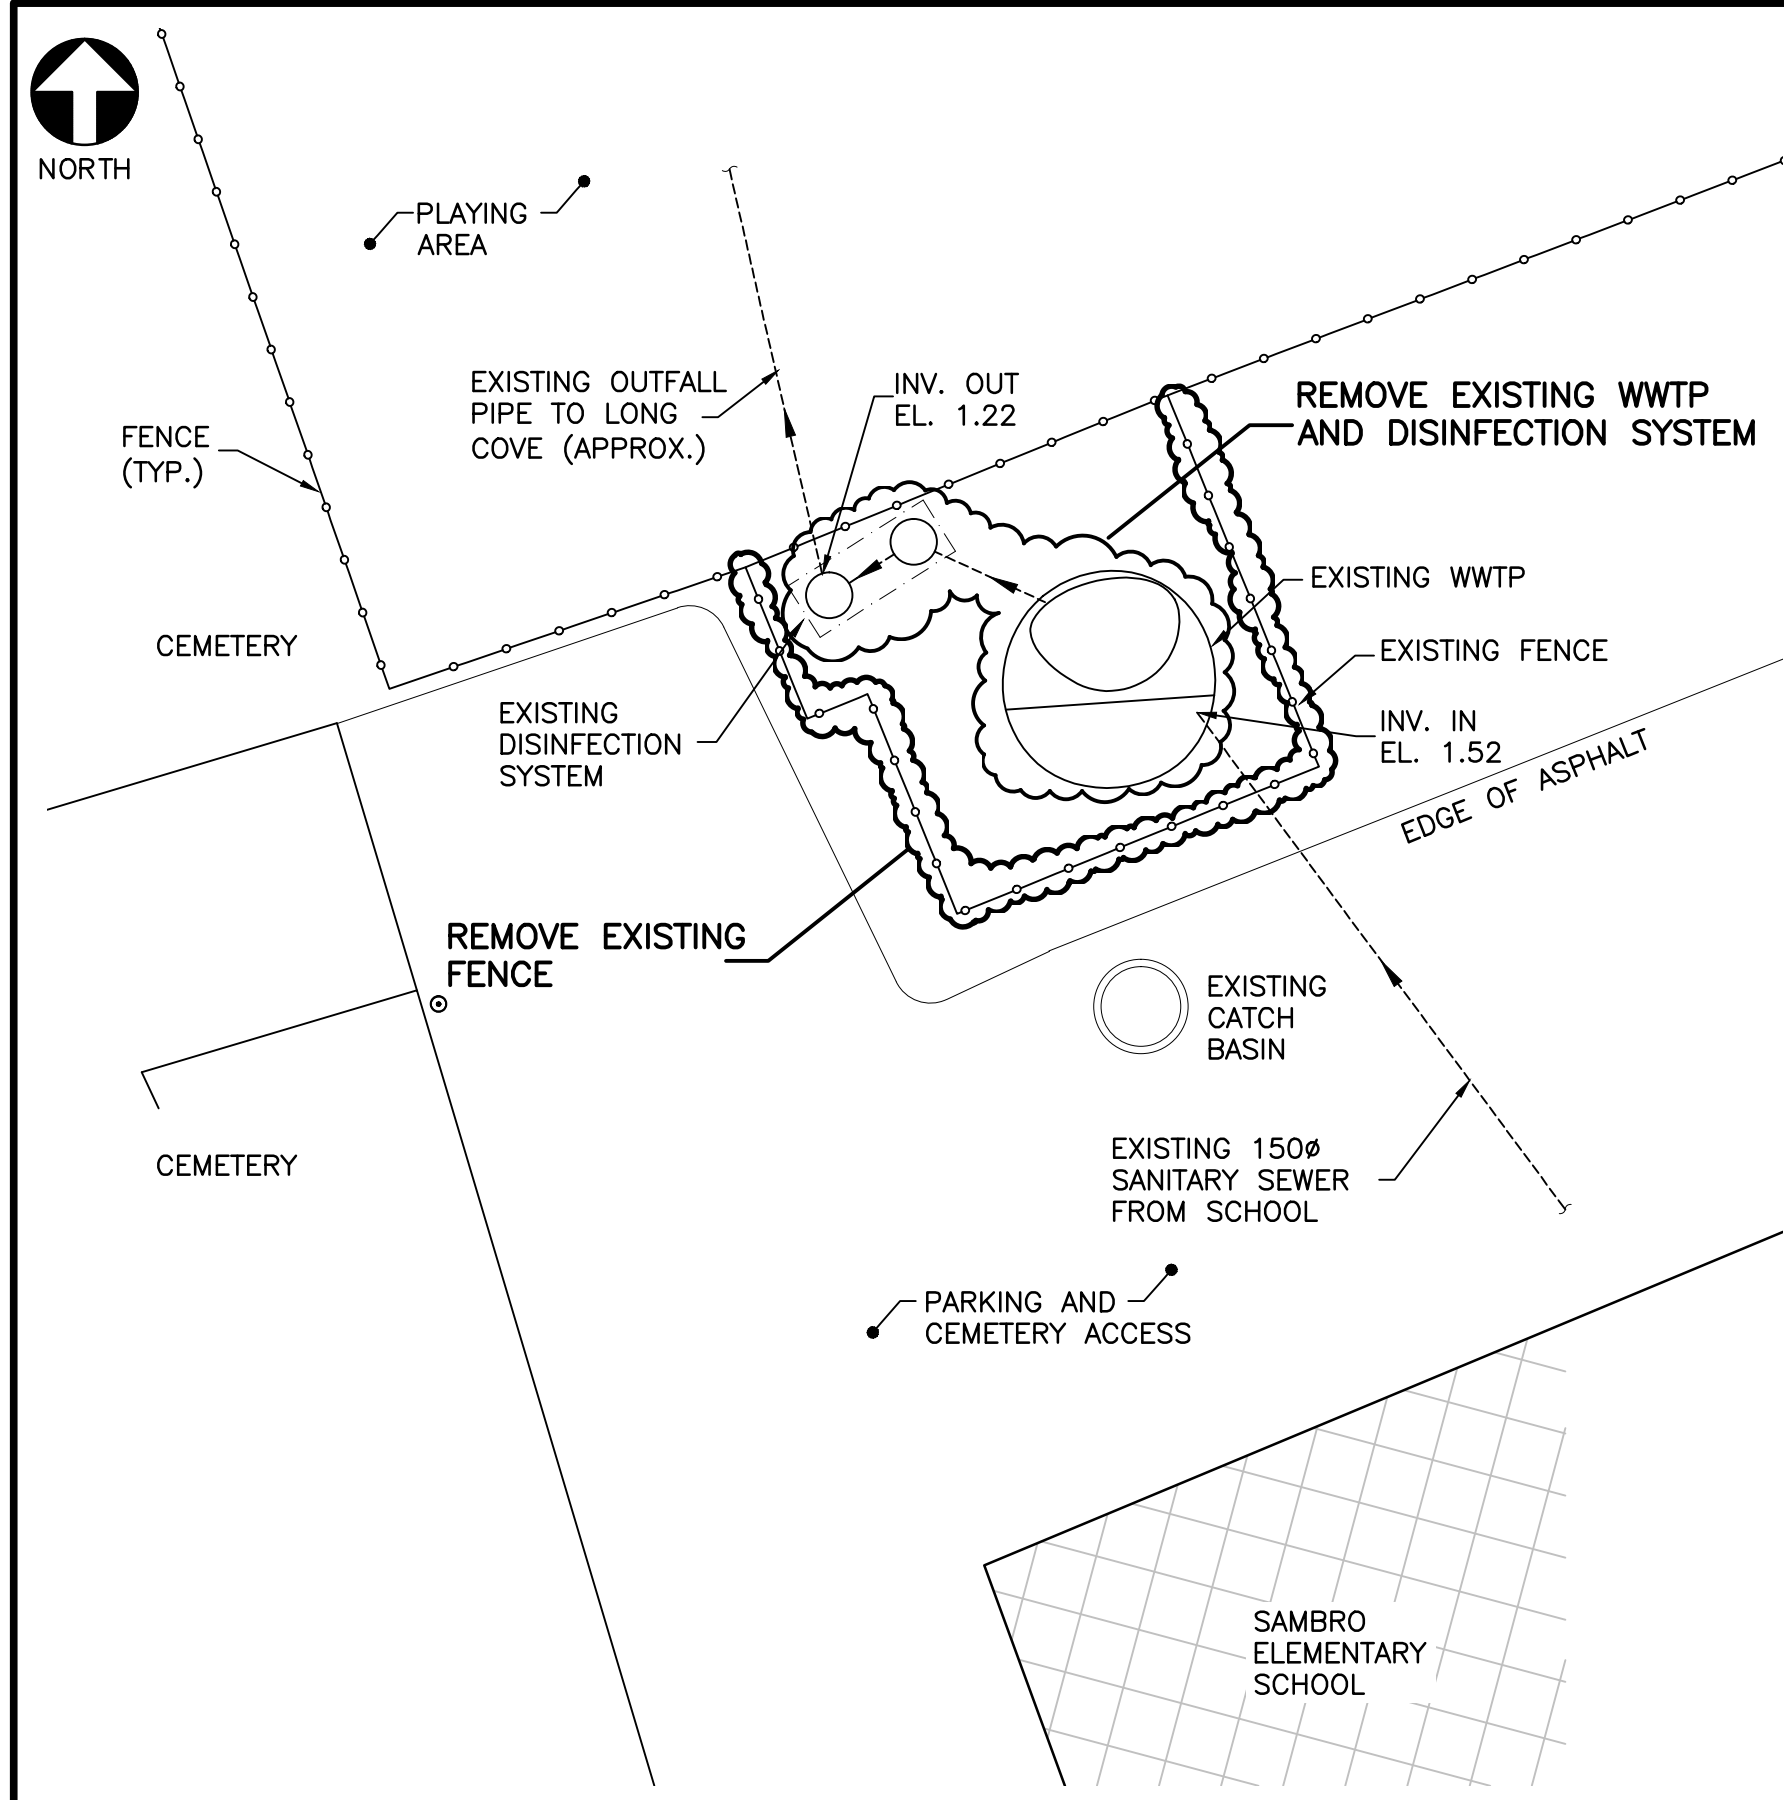 NORTH
PLAYING
AREA
EXISTING OUTFALL
PIPE TO LONG
COVE (APPROX.)
INV. OUT
EL. 1.22
REMOVE EXISTING WWTP
AND DISINFECTION SYSTEM
FENCE
(TYP.)
EXISTING WWTP
CEMETERY
EXISTING FENCE
EXISTING
DISINFECTION
SYSTEM
INV. IN
EL. 1.52
EDGE OF ASPHALT
REMOVE EXISTING
FENCE
EXISTING
CATCH
BASIN
CEMETERY
EXISTING 150ø
SANITARY SEWER
FROM SCHOOL
PARKING AND
CEMETERY ACCESS
SAMBRO
ELEMENTARY
SCHOOL